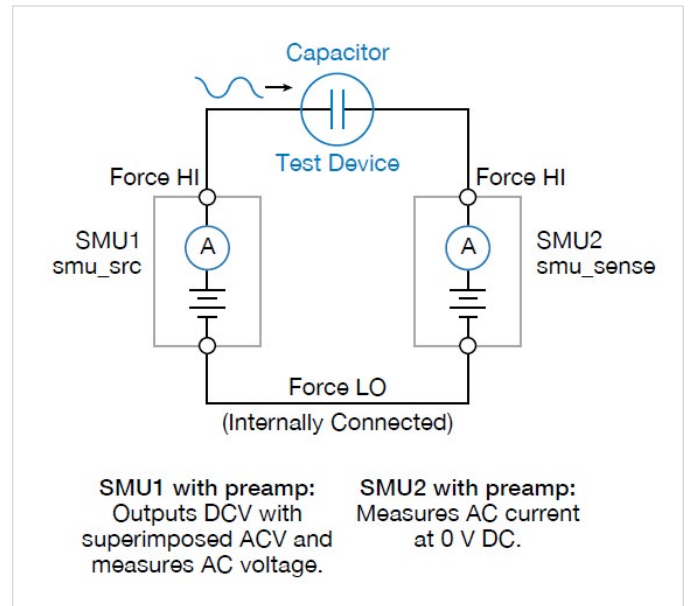 Capacitor
Test Device
Force HI
Force HI
SMU1
smu_src
A
A
SMU2
smu_sense
Force LO
(Internally Connected)
SMU1 with preamp:
Outputs DCV with
superimposed ACV and
measures AC voltage.
SMU2 with preamp:
Measures AC current
at 0 V DC.